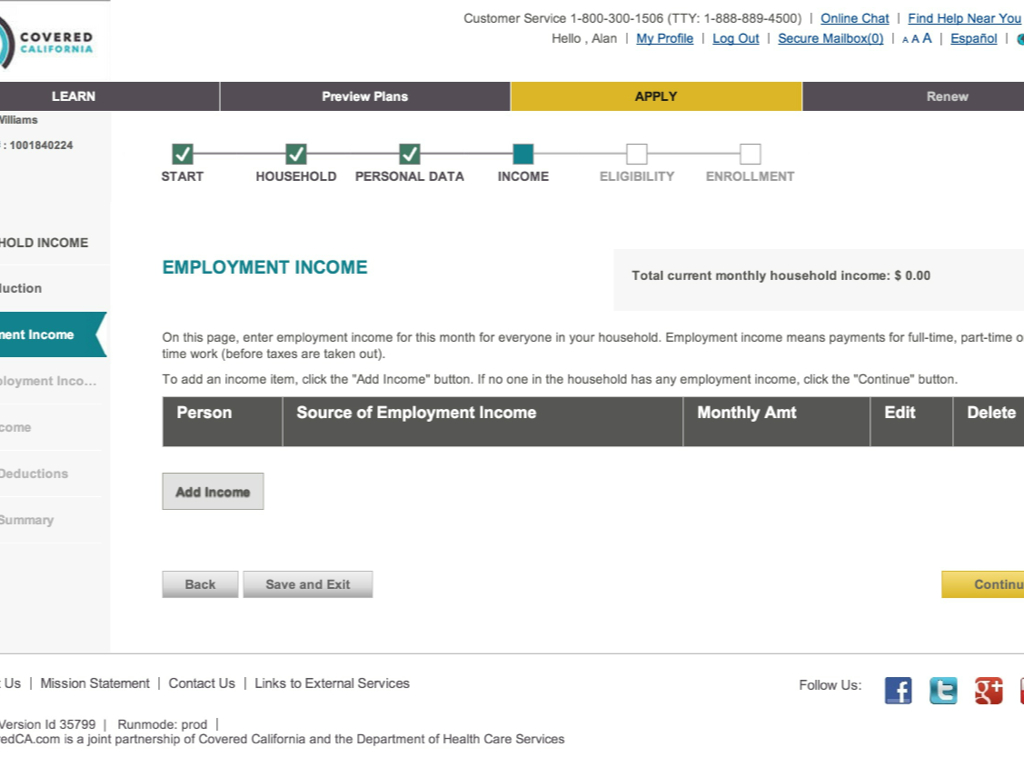 Customer Service 1-800-300-1506 (TTY: 1-888-889-4500) | Online Chat | Find Help Near You
Hello , Alan | My Profile | Log Out | Secure Mailbox(0) | A A A | Español |
COVERED
CALIFORNIA
LEARN Preview Plans APPLY Renew
Williams
: 1001840224
START HOUSEHOLD PERSONAL DATA INCOME ELIGIBILITY ENROLLMENT
HOLD INCOME
uction
ment Income
ployment Inco...
come
Deductions
Summary
EMPLOYMENT INCOME
Total current monthly household income: $ 0.00
On this page, enter employment income for this month for everyone in your household. Employment income means payments for full-time, part-time o
time work (before taxes are taken out).
To add an income item, click the "Add Income" button. If no one in the household has any employment income, click the "Continue" button.
Person Source of Employment Income Monthly Amt Edit Delete
Add Income
Back Save and Exit Continu
t Us | Mission Statement | Contact Us | Links to External Services
Follow Us:
Version Id 35799 | Runmode: prod |
redCA.com is a joint partnership of Covered California and the Department of Health Care Services